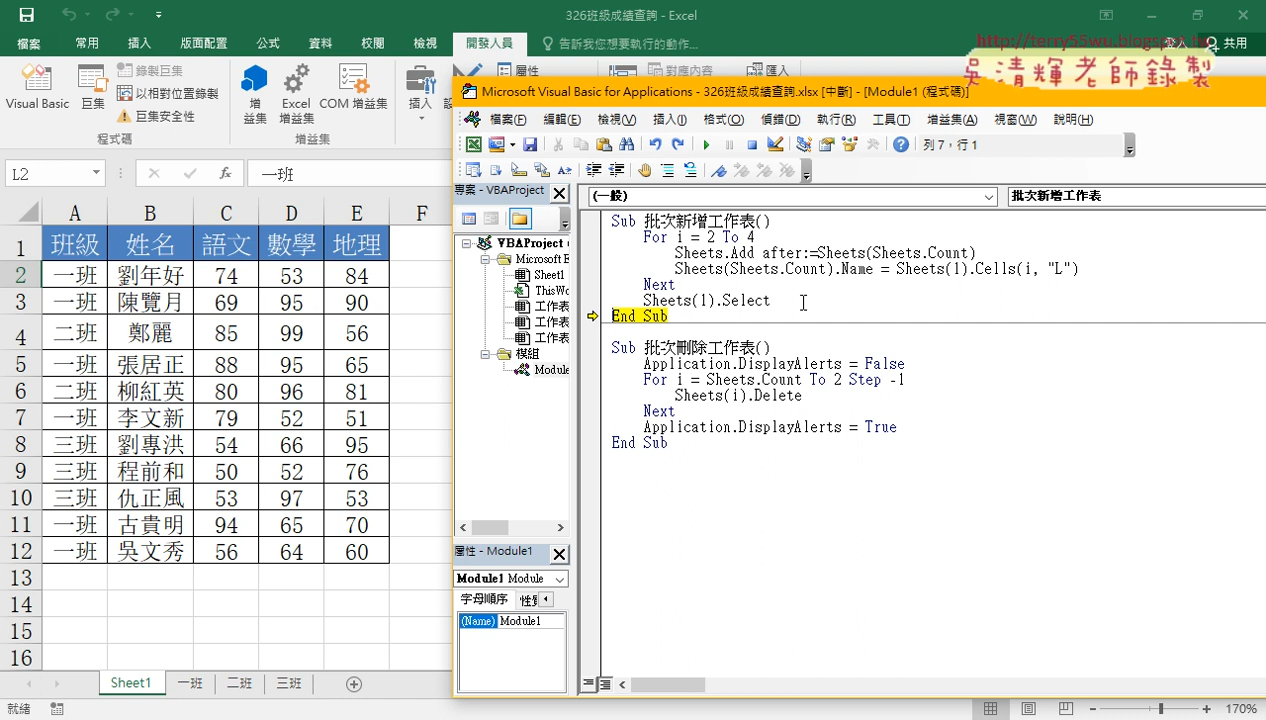 326班級成績查詢 - Excel
登入 共用
http://terry55wu.blogspot.tw
吳清輝老師錄製
檔案 常用 插入 版面配置 公式 資料 校閱 檢視 開發人員 告訴我您想要執行的動作...
Visual Basic 巨集 錄製巨集
以相對位置錄製
巨集安全性
增益集 Excel 增益集 COM 增益集 插入
屬性 對應內容 匯入
程式碼 增益集
L2 fx 一班
A B C D E F
1 班級 姓名 語文 數學 地理
2 一班 劉年好 74 53 84
3 一班 陳覽月 69 95 90
4 二班 鄭麗 85 99 56
5 一班 張居正 88 95 65
6 二班 柳紅英 80 96 81
7 一班 李文新 79 52 51
8 三班 劉專洪 54 66 95
9 三班 程前和 50 52 76
10 三班 仇正風 53 97 53
11 一班 古貴明 94 65 70
12 一班 吳文秀 56 64 60
13
14
15
16
Sheet1 一班 二班 三班
就緒
170%
Microsoft Visual Basic for Applications - 326班級成績查詢.xlsx [中斷] - [Module1 (程式碼)]
檔案(F) 編輯(E) 檢視(V) 插入(I) 格式(O) 偵錯(D) 執行(R) 工具(T) 增益集(A) 視窗(W) 說明(H)
列 7，行 1
專案 - VBAProject
VBAProject
Microsoft E
Sheet1
ThisWo
工作表
工作表
工作表
模組
Module
屬性 - Module1
Module1 Module
字母順序
(Name) Module1
(一般) 批次新增工作表
Sub 批次新增工作表()
For i = 2 To 4
Sheets.Add after:=Sheets(Sheets.Count)
Sheets(Sheets.Count).Name = Sheets(1).Cells(i, "L")
Next
Sheets(1).Select
End Sub
Sub 批次刪除工作表()
Application.DisplayAlerts = False
For i = Sheets.Count To 2 Step -1
Sheets(i).Delete
Next
Application.DisplayAlerts = True
End Sub